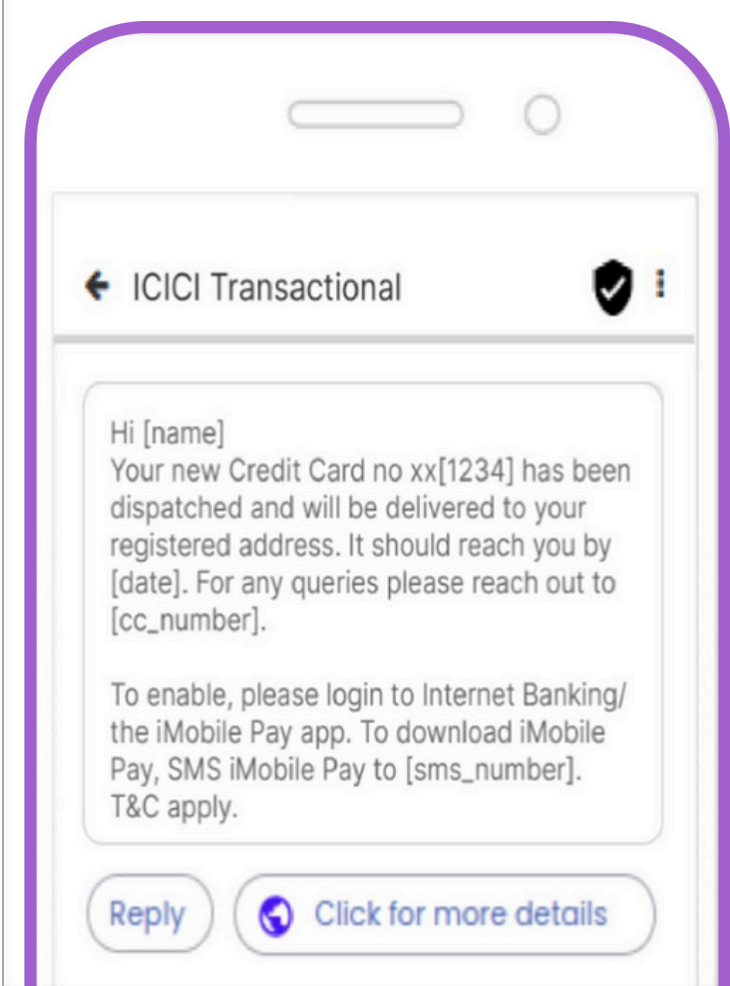 ICICI Transactional
Hi [name]
Your new Credit Card no xx[1234] has been
dispatched and will be delivered to your
registered address. It should reach you by
[date]. For any queries please reach out to
[cc_number].
To enable, please login to Internet Banking/
the iMobile Pay app. To download iMobile
Pay, SMS iMobile Pay to [sms_number].
T&C apply.
Reply
Click for more details